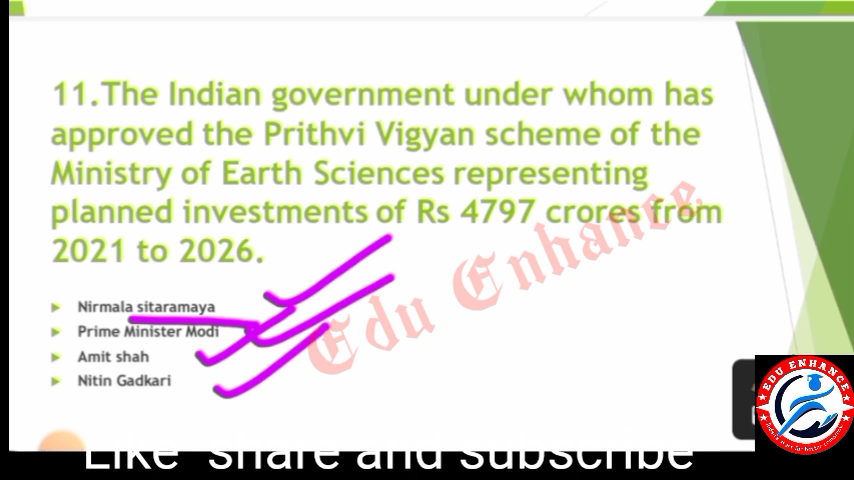 11.The Indian government under whom has
approved the Prithvi Vigyan scheme of the
Ministry of Earth Sciences representing
planned investments of Rs 4797 crores from
2021 to 2026.
Nirmala sitaramaya
Prime Minister Modi
Amit shah
Nitin Gadkari
Edu Enhance
EDU ENHANCE
Like share and subscribe